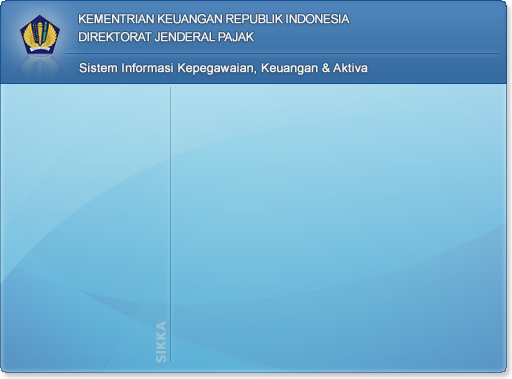 KEMENTRIAN KEUANGAN REPUBLIK INDONESIA
DIREKTORAT JENDERAL PAJAK
Sistem Informasi Kepegawaian, Keuangan & Aktiva
SIKKA